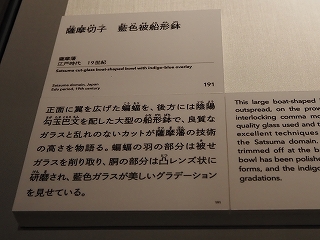 薩摩切子　藍色被船形鉢
薩摩藩
江戸時代　19世紀
Satsuma cut-glass boat-shaped bowl with indigo-blue overlay
Satsuma domain, Japan,
Edo period, 19th century
191
正面に翼を広げた蝙蝠を、後方には陰陽
勾玉巴文を配した大型の船形鉢で、良質な
ガラスと乱れのないカットが薩摩藩の技術
の高さを物語る。蝙蝠の羽の部分は被せ
ガラスを削り取り、胴の部分は凸レンズ状に
研磨され、藍色ガラスが美しいグラデーション
を見せている。
This large boat-shaped
outspread, on the prow
interlocking comma mo
quality glass used and t
excellent techniques
the Satsuma domain.
trimmed off at the b
bowl has been polished
forms, and the indigo
gradations.